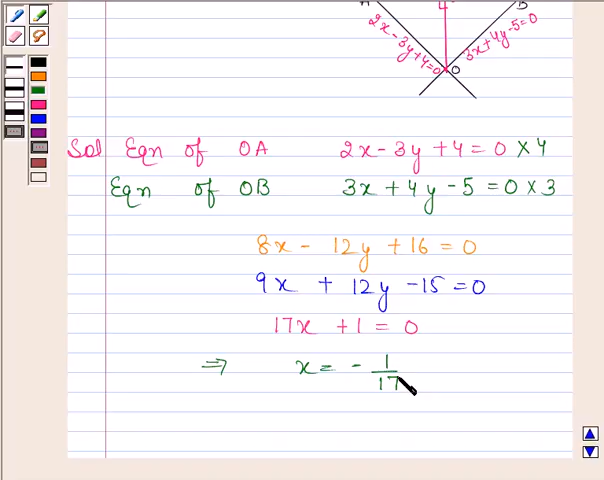 A 4 B
2x-3y+4=0 O 3x+4y-5=0
Sol Eqn of OA 2x-3y+4=0×4
Eqn of OB 3x+4y-5=0×3
8x-12y+16=0
9x+12y-15=0
17x+1=0
⇒ x=-1/17